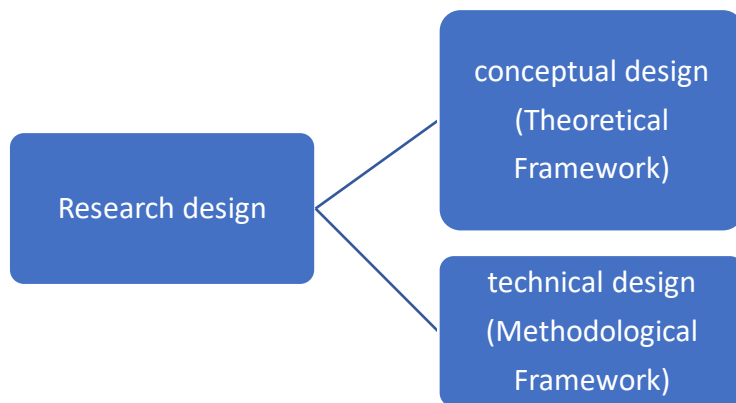 Research design
conceptual design
(Theoretical
Framework)
technical design
(Methodological
Framework)